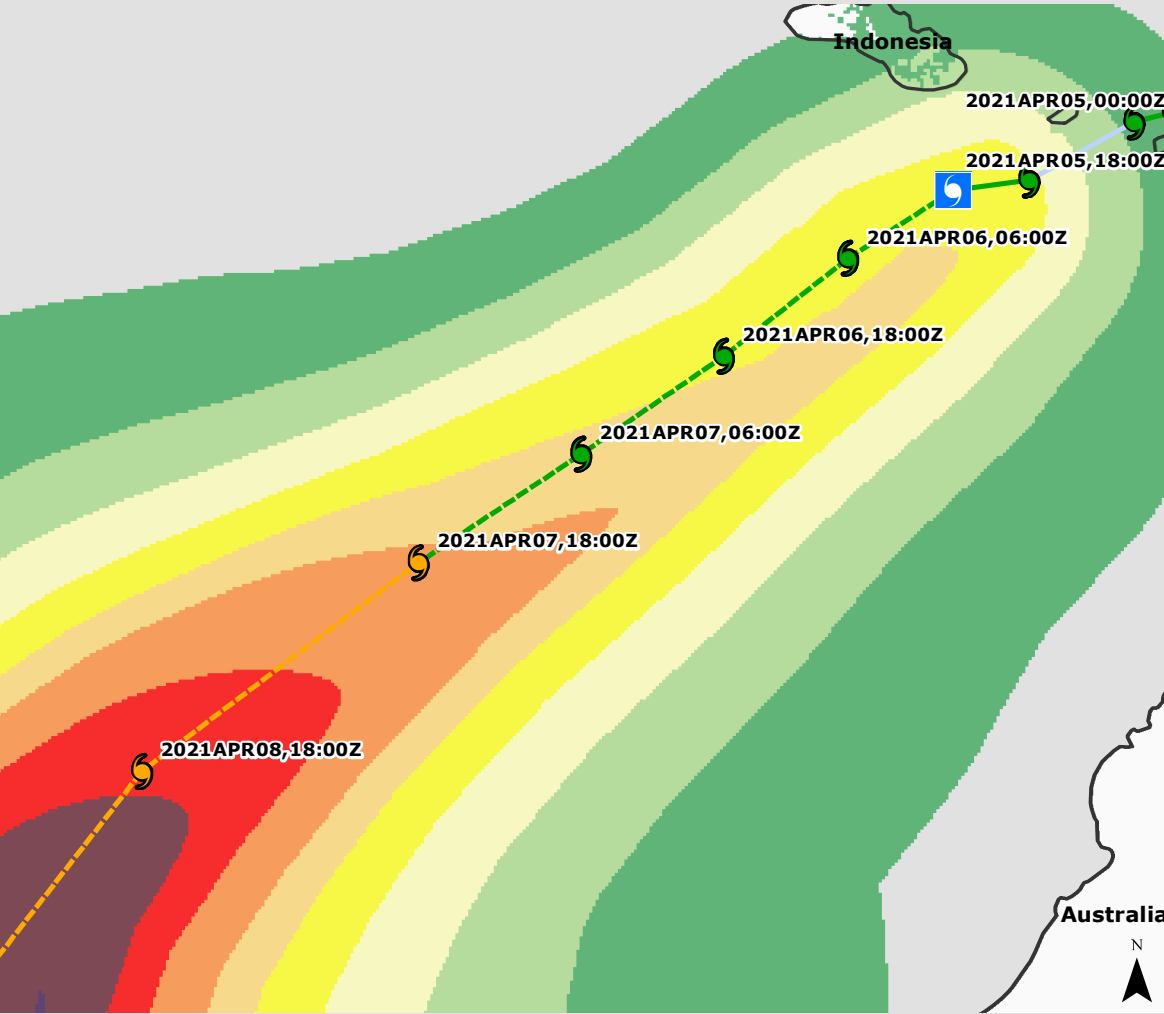 Indonesia
2021APR05,00:00Z
2021APR05,18:00Z
2021APR06,06:00Z
2021APR06,18:00Z
2021APR07,06:00Z
2021APR07,18:00Z
2021APR08,18:00Z
Australia
N